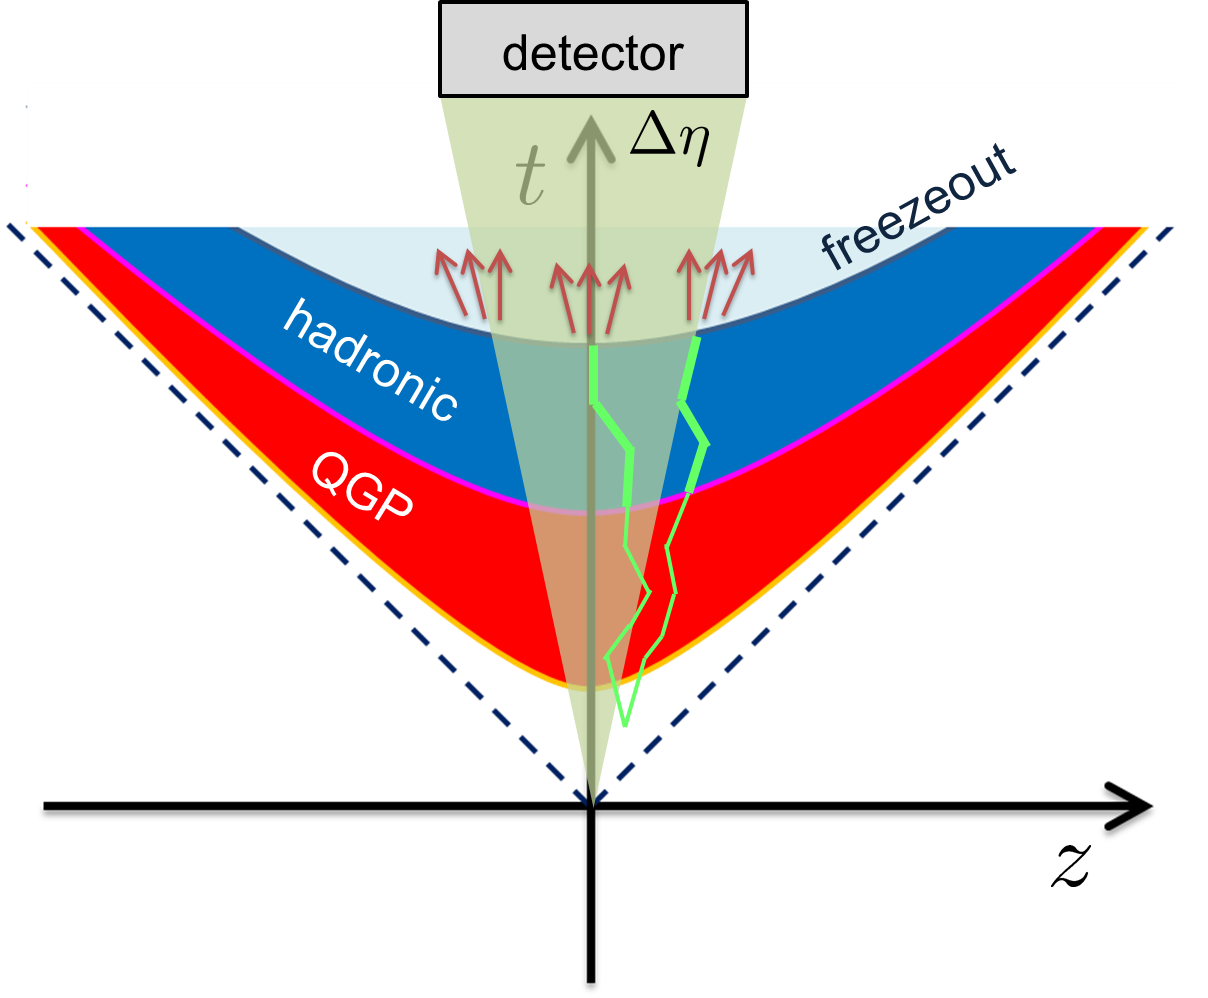 detector
Δη
t
freezeout
hadronic
QGP
z